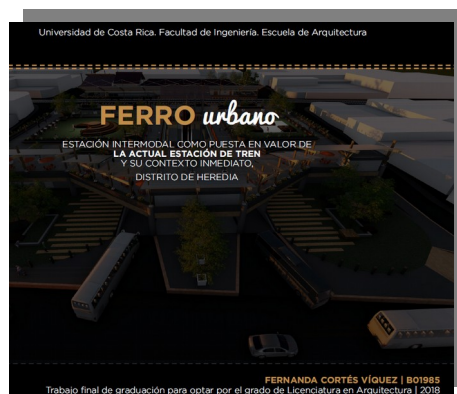 Universidad de Costa Rica. Facultad de Ingeniería. Escuela de Arquitectura
FERRO urbano
ESTACIÓN INTERMODAL COMO PUESTA EN VALOR DE
LA ACTUAL ESTACIÓN DE TREN
Y SU CONTEXTO INMEDIATO,
DISTRITO DE HEREDIA
FERNANDA CORTÉS VÍQUEZ | B01985
Trabajo final de graduación para optar por el grado de Licenciatura en Arquitectura | 2018